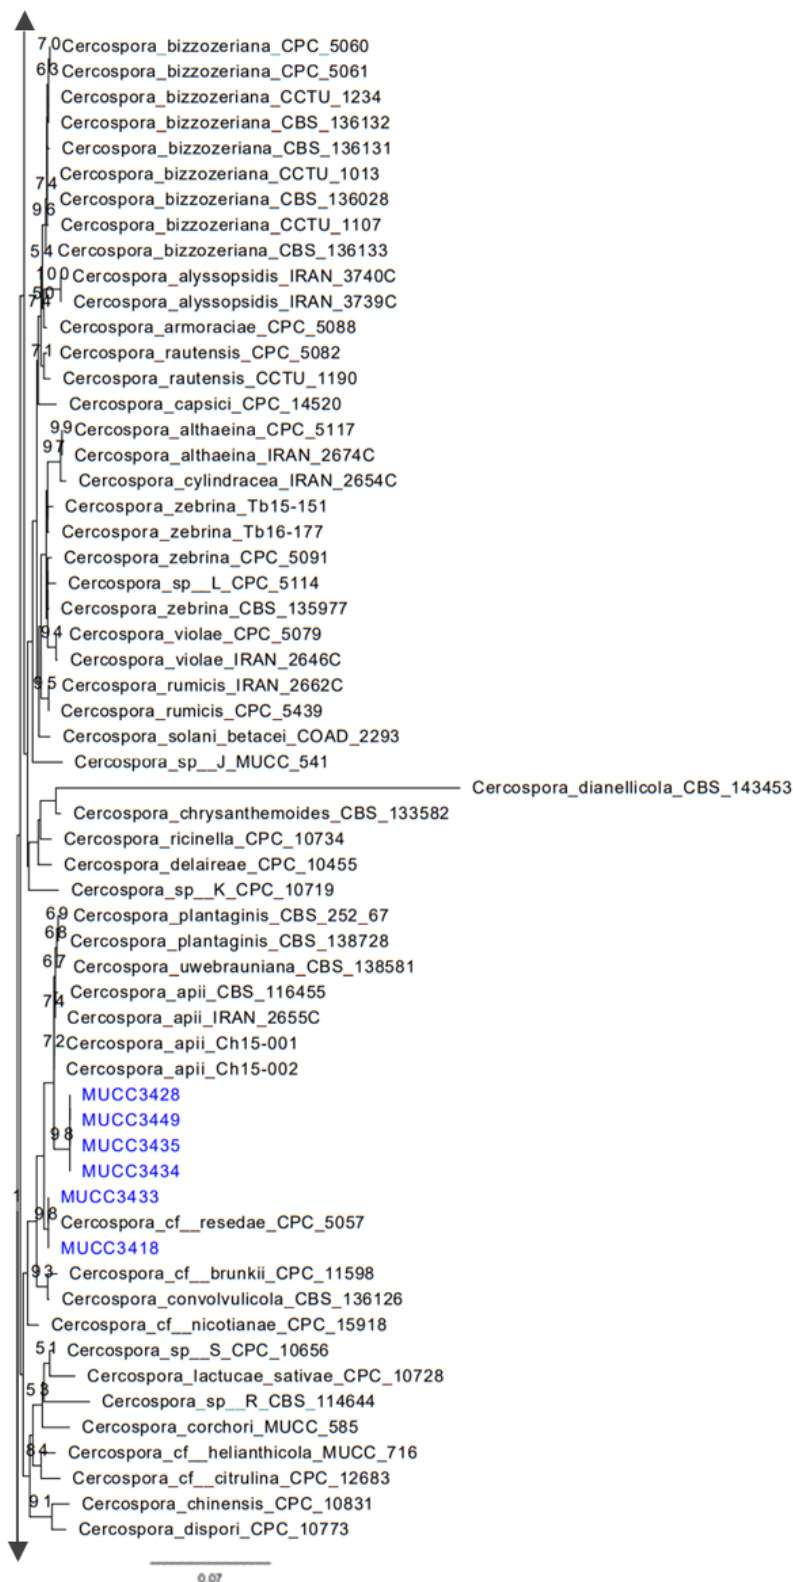 70 Cercospora_bizzozeriana_CPC_5060
63 Cercospora_bizzozeriana_CPC_5061
Cercospora_bizzozeriana_CCTU_1234
Cercospora_bizzozeriana_CBS_136132
Cercospora_bizzozeriana_CBS_136131
Cercospora_bizzozeriana_CCTU_1013
74
Cercospora_bizzozeriana_CBS_136028
96
Cercospora_bizzozeriana_CCTU_1107
54 Cercospora_bizzozeriana_CBS_136133
100 Cercospora_alyssopsidis_IRAN_3740C
50
74 Cercospora_alyssopsidis_IRAN_3739C
Cercospora_armoraciae_CPC_5088
71 Cercospora_rautensis_CPC_5082
Cercospora_rautensis_CCTU_1190
Cercospora_capsici_CPC_14520
99 Cercospora_althaeina_CPC_5117
97
Cercospora_althaeina_IRAN_2674C
Cercospora_cylindracea_IRAN_2654C
Cercospora_zebrina_Tb15-151
Cercospora_zebrina_Tb16-177
Cercospora_zebrina_CPC_5091
Cercospora_sp__L_CPC_5114
Cercospora_zebrina_CBS_135977
94 Cercospora_violae_CPC_5079
Cercospora_violae_IRAN_2646C
95 Cercospora_rumicis_IRAN_2662C
Cercospora_rumicis_CPC_5439
Cercospora_solani_betacei_COAD_2293
Cercospora_sp__J_MUCC_541
Cercospora_dianellicola_CBS_143453
Cercospora_chrysanthemoides_CBS_133582
Cercospora_ricinella_CPC_10734
Cercospora_delaireae_CPC_10455
Cercospora_sp__K_CPC_10719
69 Cercospora_plantaginis_CBS_252_67
68 Cercospora_plantaginis_CBS_138728
67 Cercospora_uwebrauniana_CBS_138581
Cercospora_apii_CBS_116455
74
Cercospora_apii_IRAN_2655C
72 Cercospora_apii_Ch15-001
Cercospora_apii_Ch15-002
MUCC3428
MUCC3449
98
MUCC3435
MUCC3434
1 MUCC3433
98
Cercospora_cf__resedae_CPC_5057
MUCC3418
93 Cercospora_cf__brunkii_CPC_11598
Cercospora_convolvulicola_CBS_136126
Cercospora_cf__nicotianae_CPC_15918
51 Cercospora_sp__S_CPC_10656
Cercospora_lactucae_sativae_CPC_10728
53
Cercospora_sp__R_CBS_114644
Cercospora_corchori_MUCC_585
84 Cercospora_cf__helianthicola_MUCC_716
Cercospora_cf__citrulina_CPC_12683
91 Cercospora_chinensis_CPC_10831
Cercospora_dispori_CPC_10773
0.07